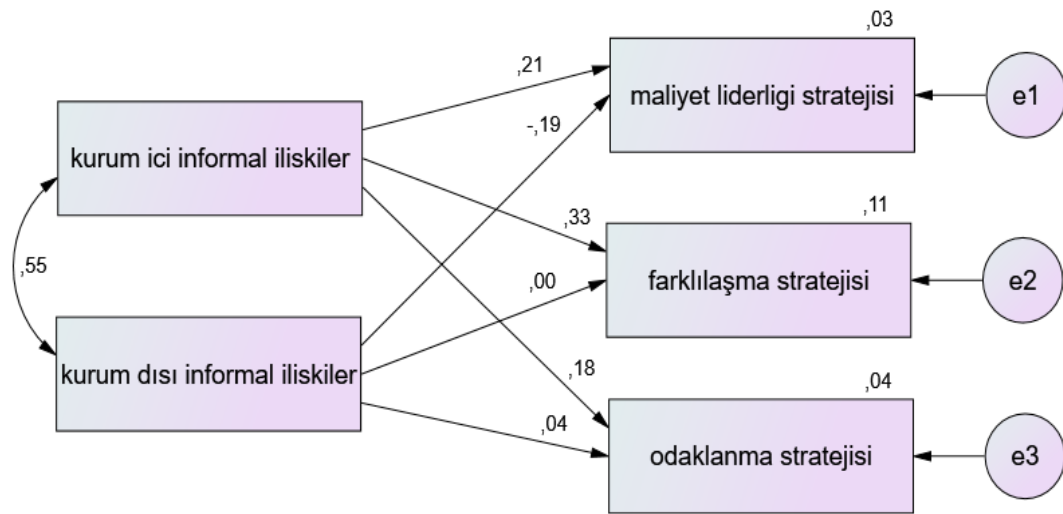 ,03
,21
maliyet liderligi stratejisi
e1
-,19
kurum ici informal iliskiler
,33
,11
,55
,00
farklılaşma stratejisi
e2
kurum dısı informal iliskiler
,18
,04
,04
odaklanma stratejisi
e3